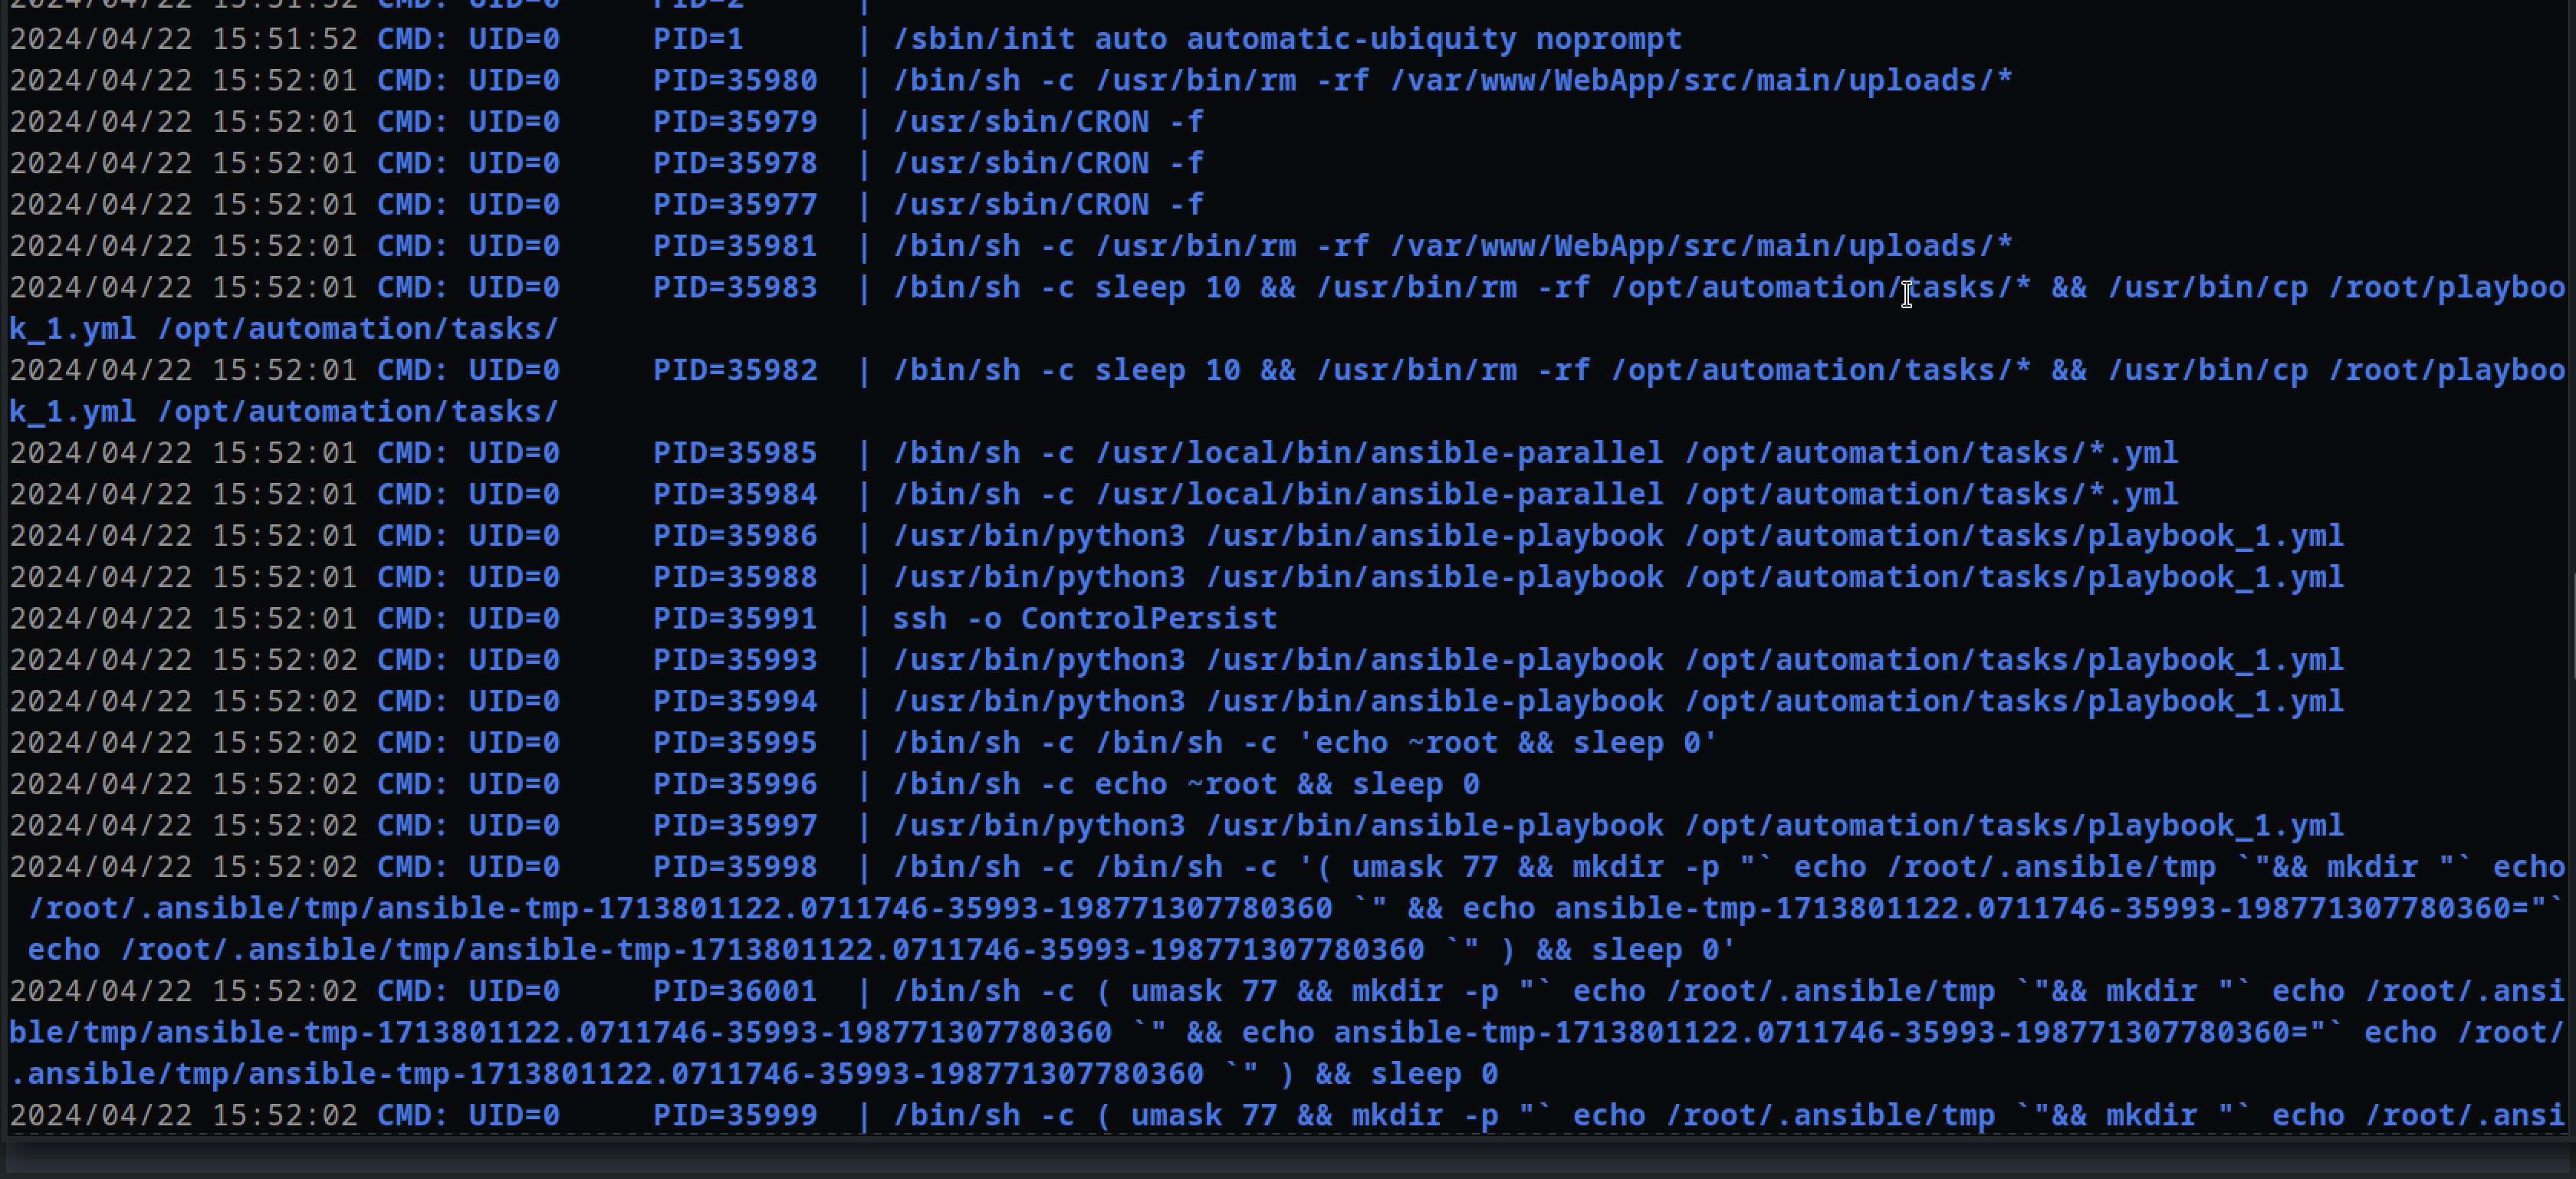 2024/04/22 15:51:52 CMD: UID=0 PID=2 |
2024/04/22 15:51:52 CMD: UID=0 PID=1 | /sbin/init auto automatic-ubiquity noprompt
2024/04/22 15:52:01 CMD: UID=0 PID=35980 | /bin/sh -c /usr/bin/rm -rf /var/www/WebApp/src/main/uploads/*
2024/04/22 15:52:01 CMD: UID=0 PID=35979 | /usr/sbin/CRON -f
2024/04/22 15:52:01 CMD: UID=0 PID=35978 | /usr/sbin/CRON -f
2024/04/22 15:52:01 CMD: UID=0 PID=35977 | /usr/sbin/CRON -f
2024/04/22 15:52:01 CMD: UID=0 PID=35981 | /bin/sh -c /usr/bin/rm -rf /var/www/WebApp/src/main/uploads/*
2024/04/22 15:52:01 CMD: UID=0 PID=35983 | /bin/sh -c sleep 10 && /usr/bin/rm -rf /opt/automation/tasks/* && /usr/bin/cp /root/playboo
k_1.yml /opt/automation/tasks/
2024/04/22 15:52:01 CMD: UID=0 PID=35982 | /bin/sh -c sleep 10 && /usr/bin/rm -rf /opt/automation/tasks/* && /usr/bin/cp /root/playboo
k_1.yml /opt/automation/tasks/
2024/04/22 15:52:01 CMD: UID=0 PID=35985 | /bin/sh -c /usr/local/bin/ansible-parallel /opt/automation/tasks/*.yml
2024/04/22 15:52:01 CMD: UID=0 PID=35984 | /bin/sh -c /usr/local/bin/ansible-parallel /opt/automation/tasks/*.yml
2024/04/22 15:52:01 CMD: UID=0 PID=35986 | /usr/bin/python3 /usr/bin/ansible-playbook /opt/automation/tasks/playbook_1.yml
2024/04/22 15:52:01 CMD: UID=0 PID=35988 | /usr/bin/python3 /usr/bin/ansible-playbook /opt/automation/tasks/playbook_1.yml
2024/04/22 15:52:01 CMD: UID=0 PID=35991 | ssh -o ControlPersist
2024/04/22 15:52:02 CMD: UID=0 PID=35993 | /usr/bin/python3 /usr/bin/ansible-playbook /opt/automation/tasks/playbook_1.yml
2024/04/22 15:52:02 CMD: UID=0 PID=35994 | /usr/bin/python3 /usr/bin/ansible-playbook /opt/automation/tasks/playbook_1.yml
2024/04/22 15:52:02 CMD: UID=0 PID=35995 | /bin/sh -c /bin/sh -c 'echo ~root && sleep 0'
2024/04/22 15:52:02 CMD: UID=0 PID=35996 | /bin/sh -c echo ~root && sleep 0
2024/04/22 15:52:02 CMD: UID=0 PID=35997 | /usr/bin/python3 /usr/bin/ansible-playbook /opt/automation/tasks/playbook_1.yml
2024/04/22 15:52:02 CMD: UID=0 PID=35998 | /bin/sh -c /bin/sh -c '( umask 77 && mkdir -p "` echo /root/.ansible/tmp `"&& mkdir "` echo
/root/.ansible/tmp/ansible-tmp-1713801122.0711746-35993-198771307780360 `" && echo ansible-tmp-1713801122.0711746-35993-198771307780360="`
echo /root/.ansible/tmp/ansible-tmp-1713801122.0711746-35993-198771307780360 `" ) && sleep 0'
2024/04/22 15:52:02 CMD: UID=0 PID=36001 | /bin/sh -c ( umask 77 && mkdir -p "` echo /root/.ansible/tmp `"&& mkdir "` echo /root/.ansi
ble/tmp/ansible-tmp-1713801122.0711746-35993-198771307780360 `" && echo ansible-tmp-1713801122.0711746-35993-198771307780360="` echo /root/
.ansible/tmp/ansible-tmp-1713801122.0711746-35993-198771307780360 `" ) && sleep 0
2024/04/22 15:52:02 CMD: UID=0 PID=35999 | /bin/sh -c ( umask 77 && mkdir -p "` echo /root/.ansible/tmp `"&& mkdir "` echo /root/.ansi